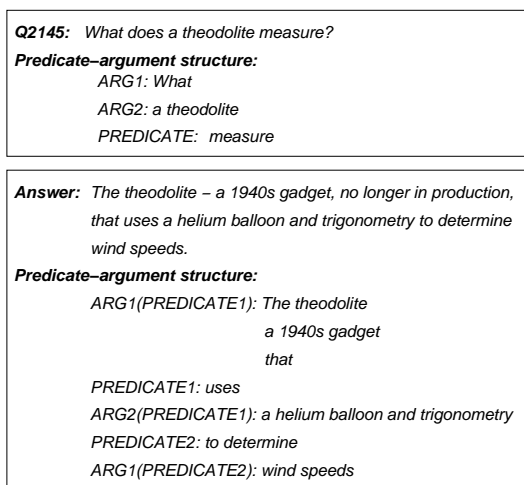 Q2145: What does a theodolite measure?
Predicate–argument structure:
ARG1: What
ARG2: a theodolite
PREDICATE: measure
Answer: The theodolite – a 1940s gadget, no longer in production,
that uses a helium balloon and trigonometry to determine
wind speeds.
Predicate–argument structure:
ARG1(PREDICATE1): The theodolite
a 1940s gadget
that
PREDICATE1: uses
ARG2(PREDICATE1): a helium balloon and trigonometry
PREDICATE2: to determine
ARG1(PREDICATE2): wind speeds